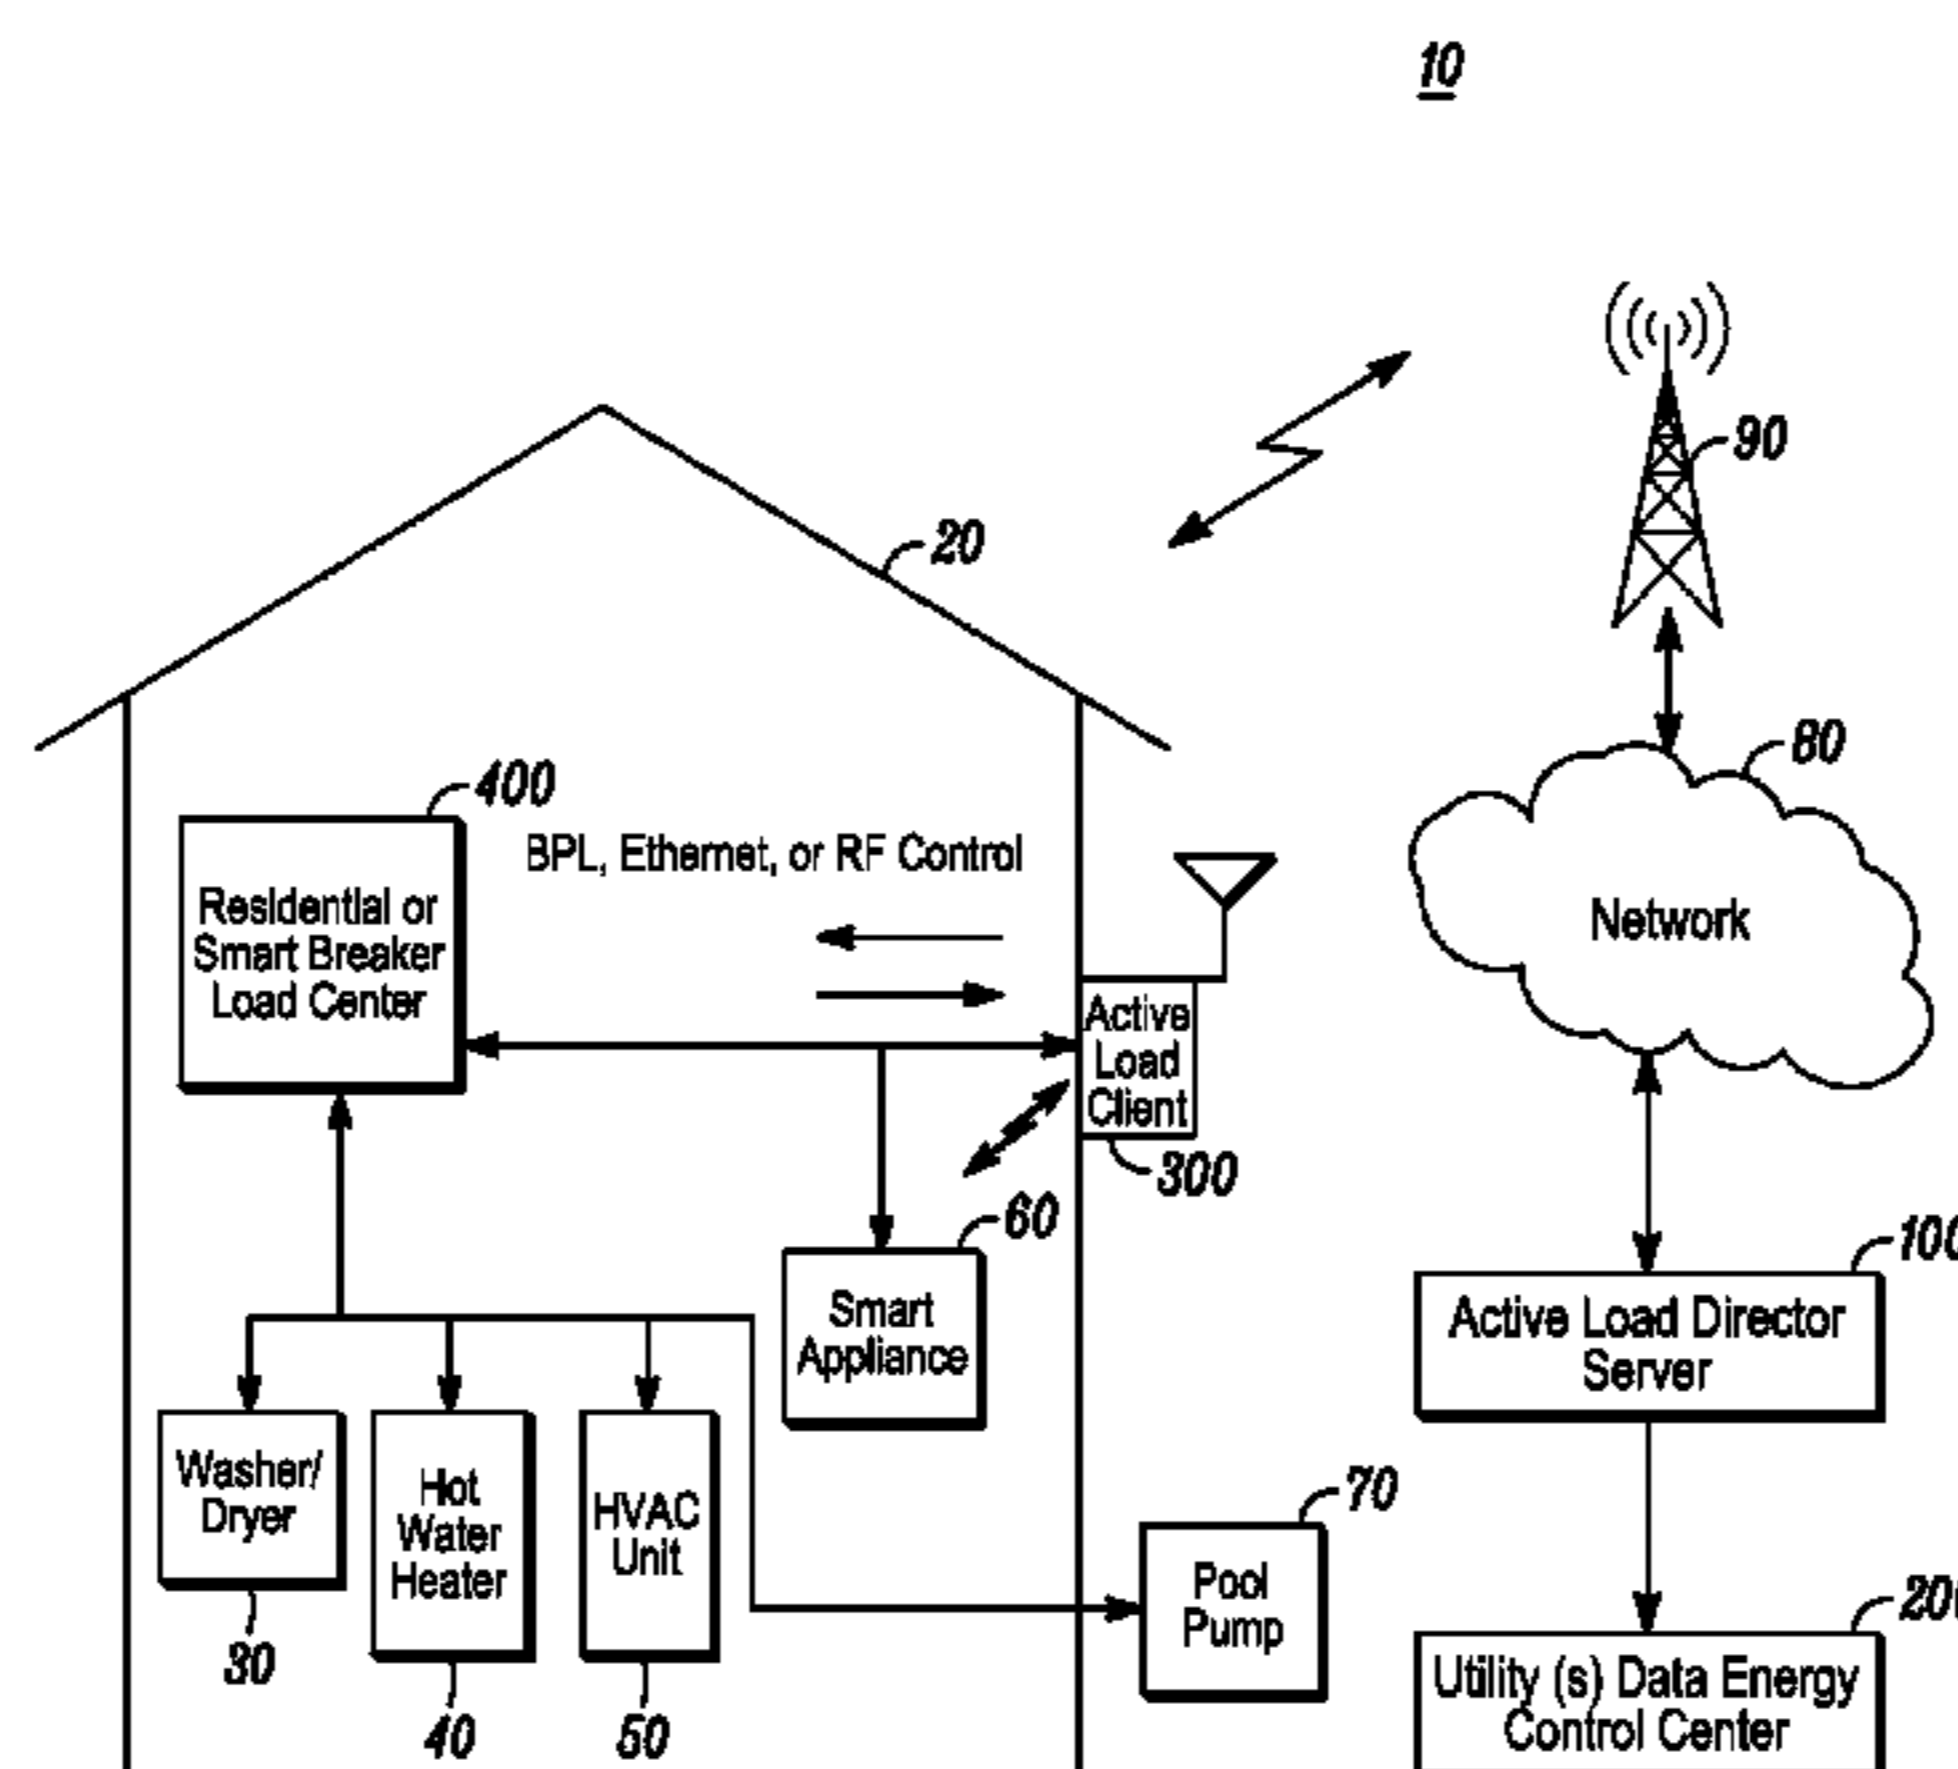 10
90
20
80
400
BPL, Ethernet, or RF Control
Residential or
Smart Breaker
Load Center
Network
Active
Load
Client
300
60
100
Smart
Appliance
Active Load Director
Server
Washer/
Dryer
Hot
Water
Heater
HVAC
Unit
70
Pool
Pump
30
40
50
200
Utility (s) Data Energy
Control Center